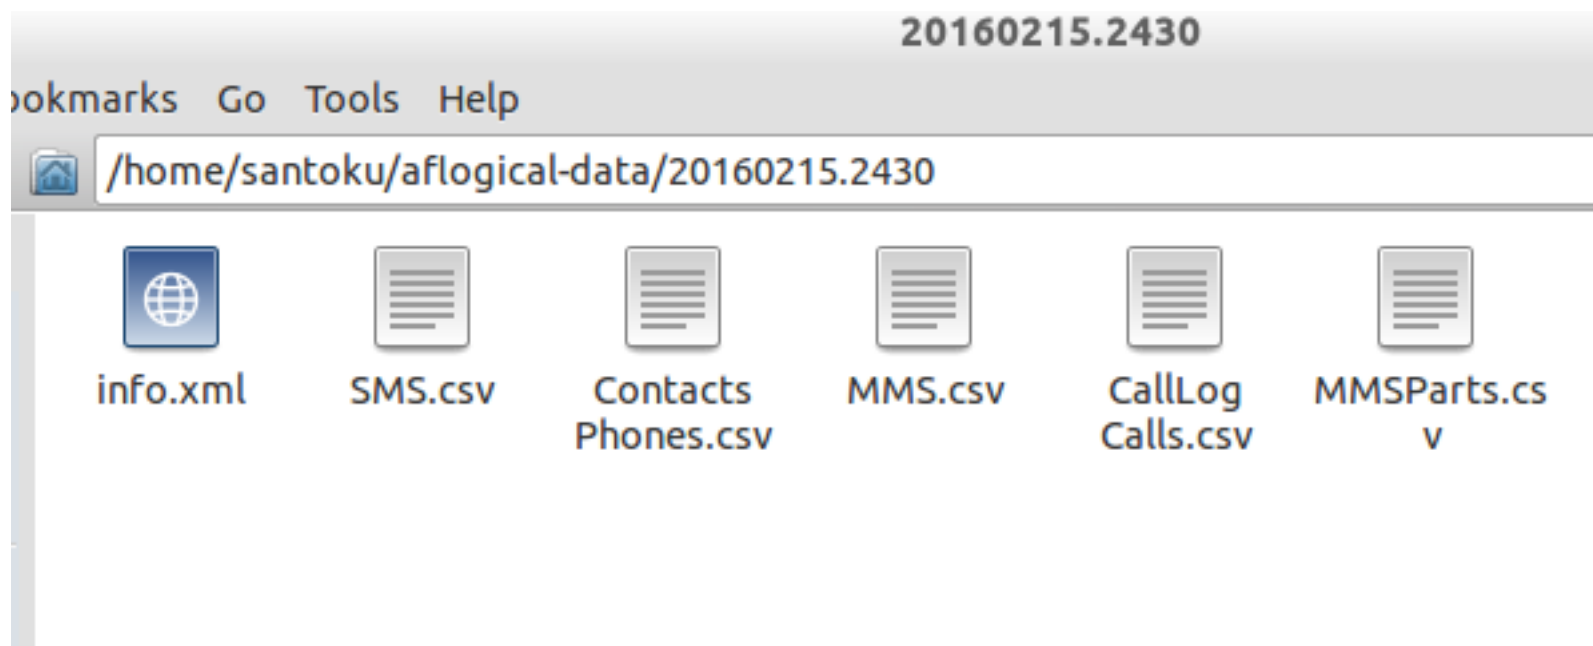 20160215.2430
ookmarks Go Tools Help
/home/santoku/aflogical-data/20160215.2430
info.xml SMS.csv Contacts MMS.csv CallLog MMSParts.cs
Phones.csv Calls.csv v